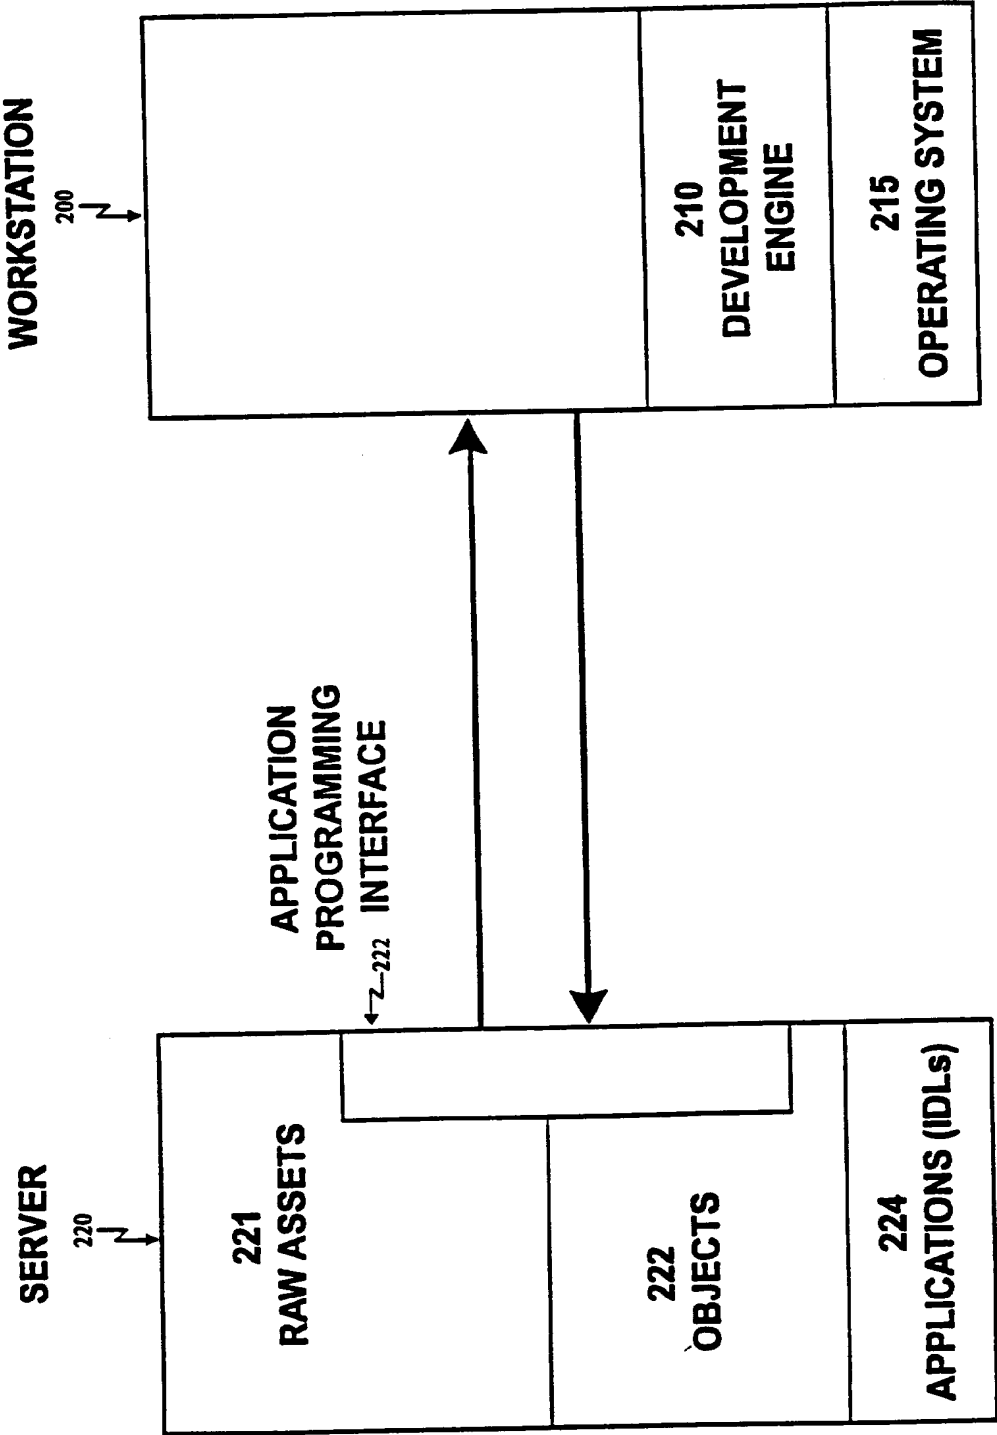 SERVER
220
221
RAW ASSETS
222
OBJECTS
224
APPLICATIONS (IDLs)
APPLICATION
PROGRAMMING
222 INTERFACE
WORKSTATION
200
210
DEVELOPMENT
ENGINE
215
OPERATING SYSTEM